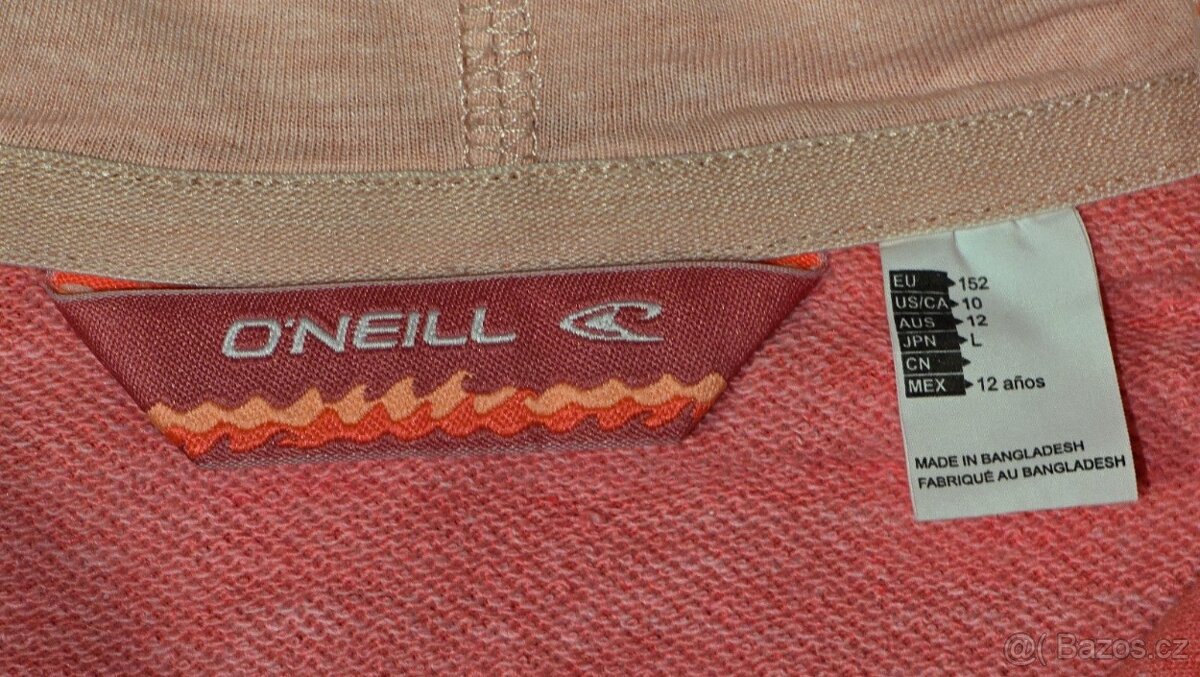 O'NEILL
EU 152
US/CA 10
AUS 12
JPN L
CN
MEX 12 años
MADE IN BANGLADESH
FABRIQUÉ AU BANGLADESH
@( Bazos.cz